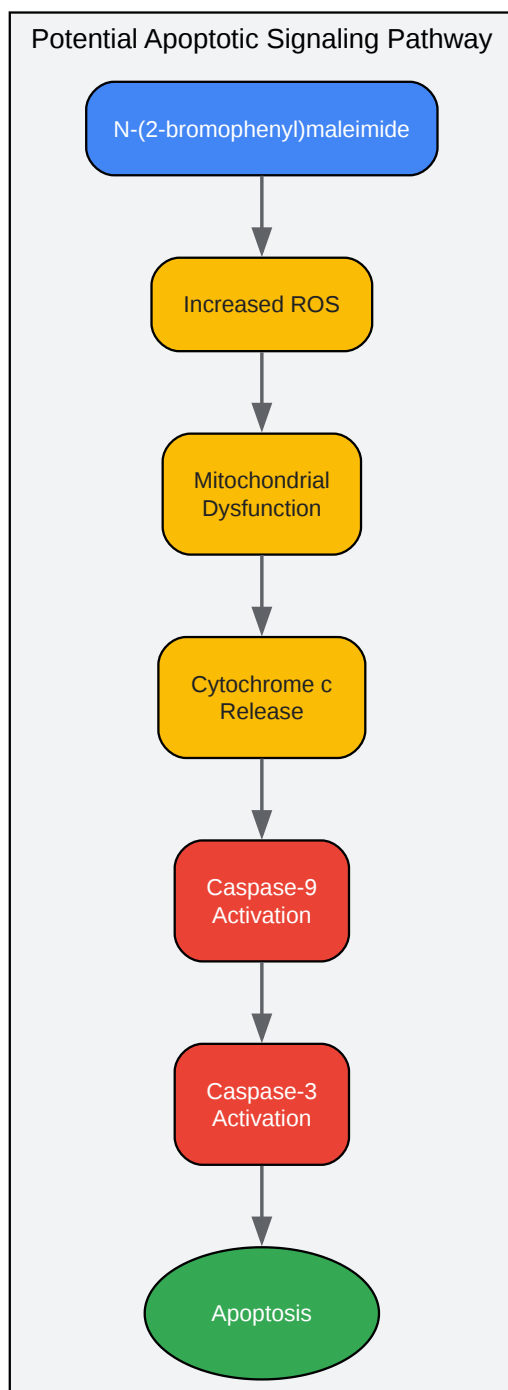 Potential Apoptotic Signaling Pathway
N-(2-bromophenyl)maleimide
Increased ROS
Mitochondrial
Dysfunction
Cytochrome c
Release
Caspase-9
Activation
Caspase-3
Activation
Apoptosis